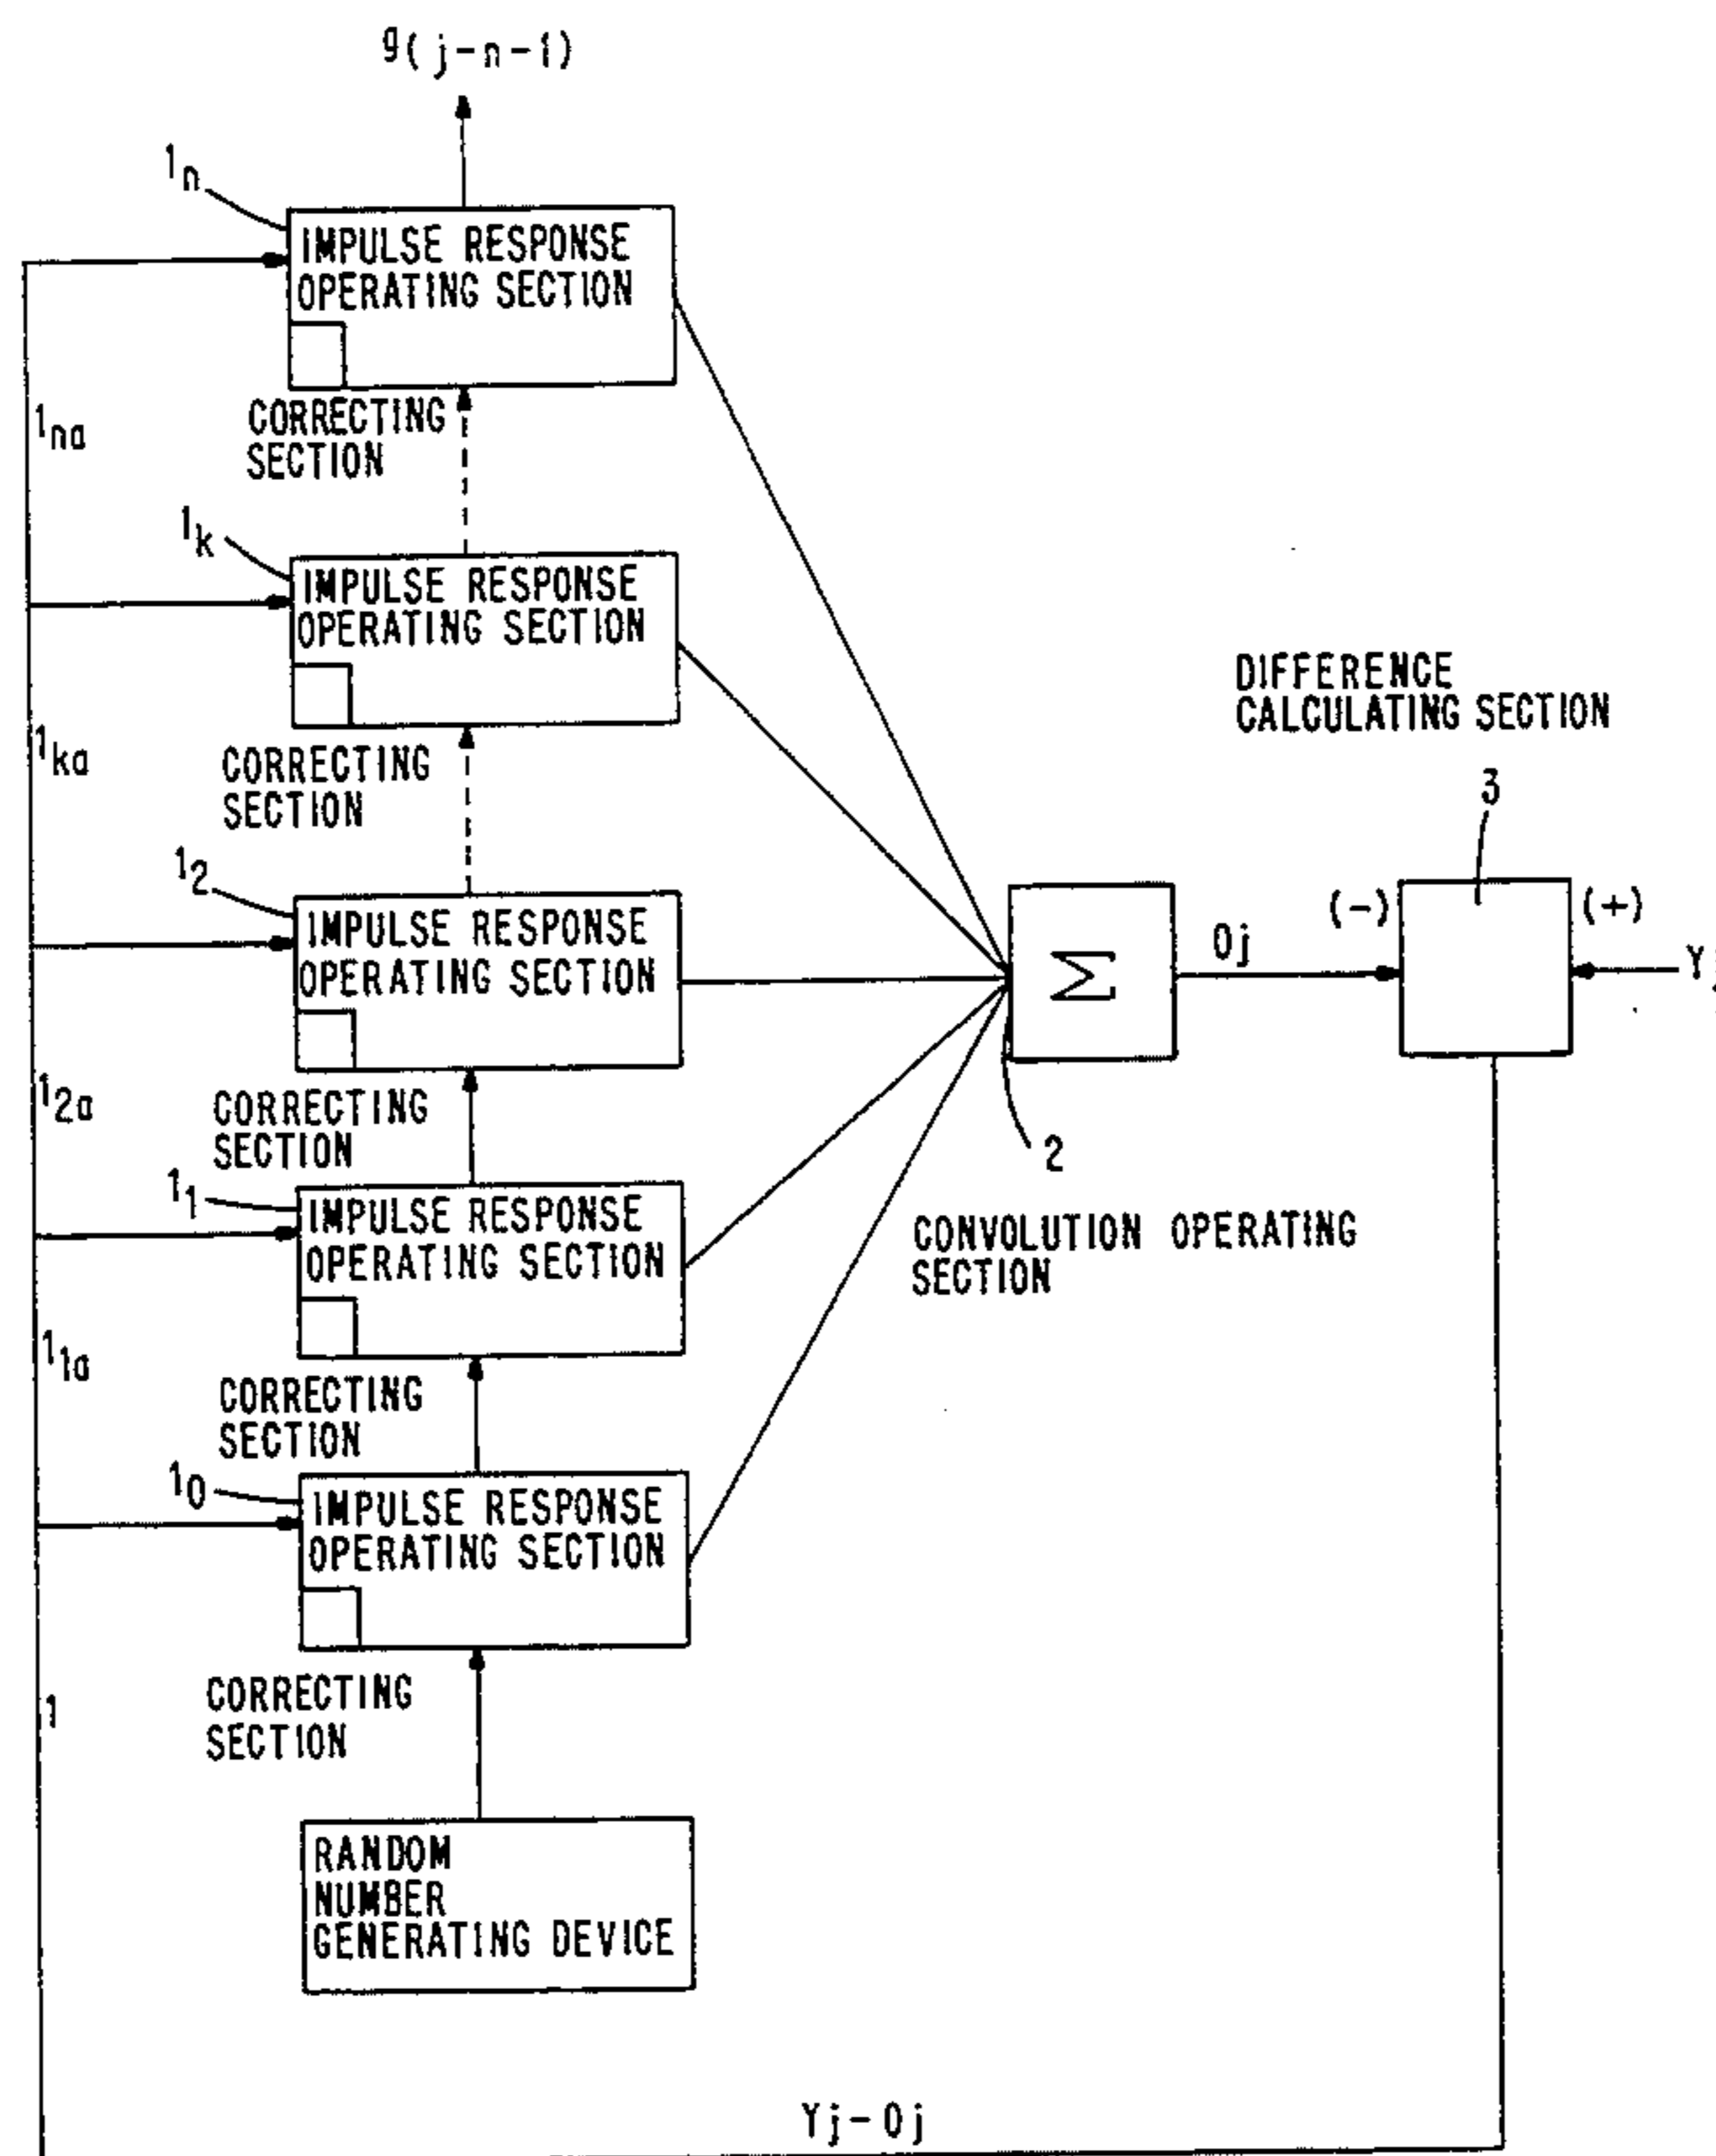 g(j-n-1)
1n
IMPULSE RESPONSE
OPERATING SECTION
1na
CORRECTING
SECTION
1k
IMPULSE RESPONSE
OPERATING SECTION
1ka
CORRECTING
SECTION
DIFFERENCE
CALCULATING SECTION
3
12
IMPULSE RESPONSE
OPERATING SECTION
Σ
Oj
(-)
(+)
Yj
12a
CORRECTING
SECTION
2
11
IMPULSE RESPONSE
OPERATING SECTION
CONVOLUTION OPERATING
SECTION
11a
CORRECTING
SECTION
10
IMPULSE RESPONSE
OPERATING SECTION
1
CORRECTING
SECTION
RANDOM
NUMBER
GENERATING DEVICE
Yj-Oj